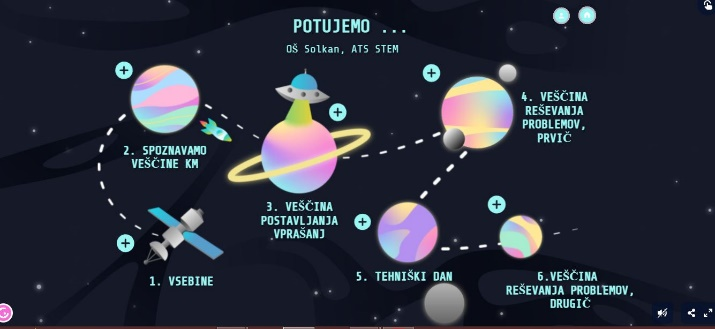 POTUJEMO ...
OŠ Solkan, ATS STEM
2. SPOZNAVAMO
VEŠČINE KM
4. VEŠČINA
REŠEVANJA
PROBLEMOV,
PRVIČ
3. VEŠČINA
POSTAVLJANJA
VPRAŠANJ
1. VSEBINE
5. TEHNIŠKI DAN
6.VEŠČINA
REŠEVANJA PROBLEMOV,
DRUGIČ